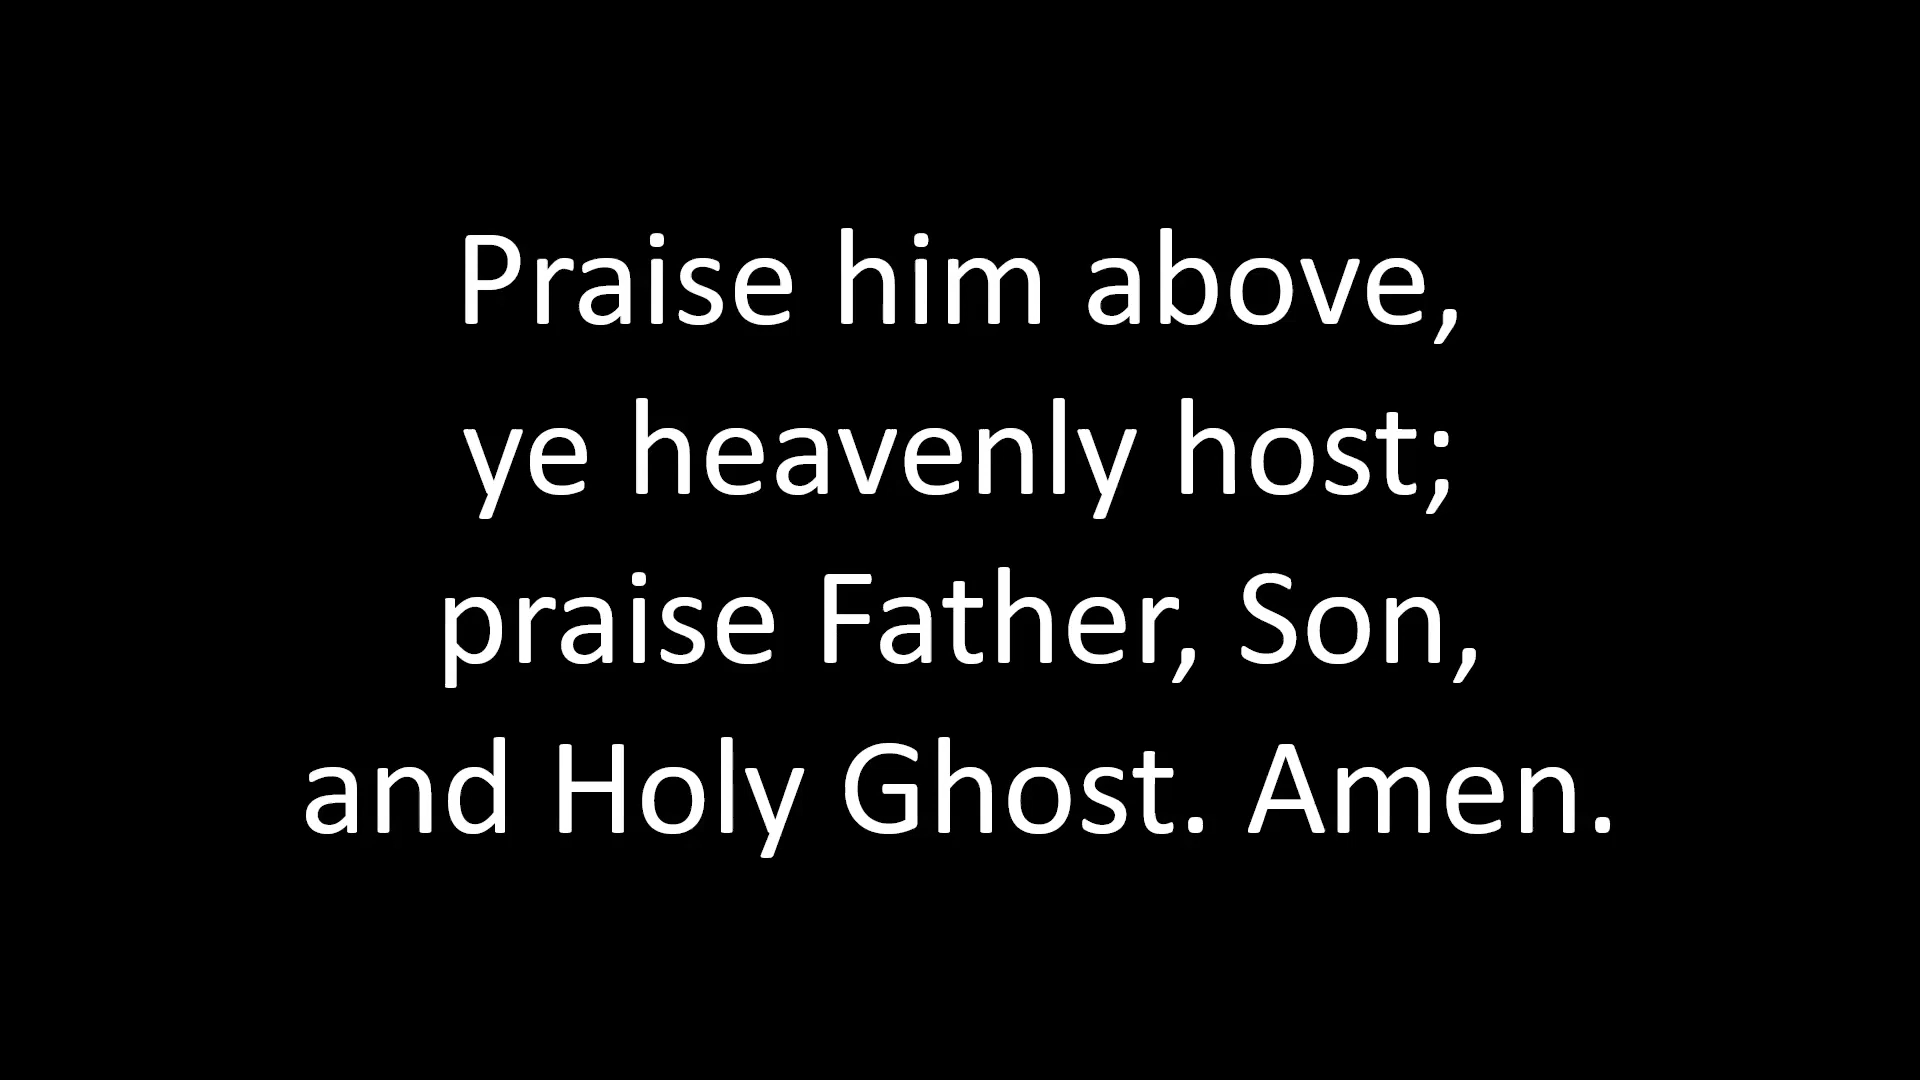 Praise him above,
ye heavenly host;
praise Father, Son,
and Holy Ghost. Amen.